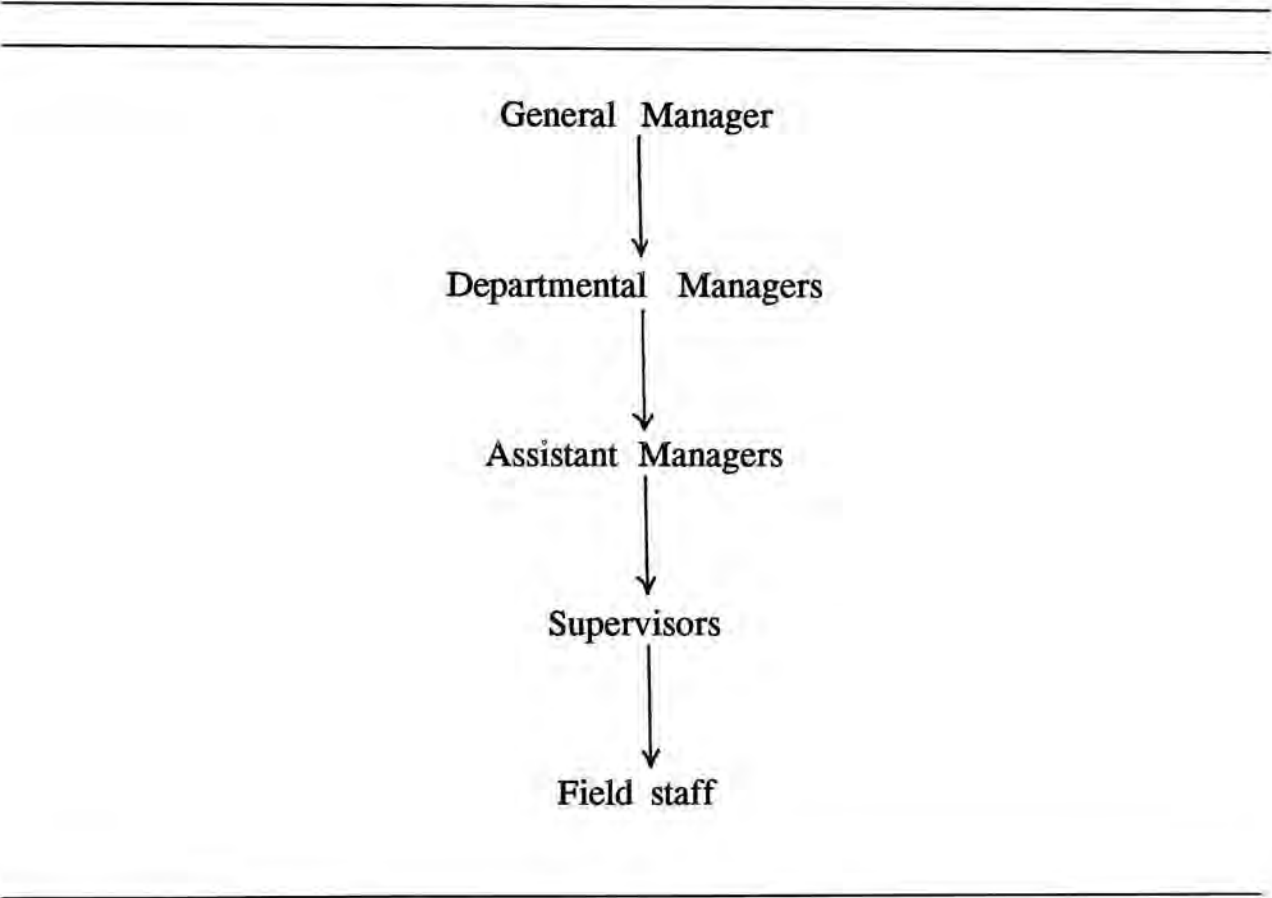 General Manager
Departmental Managers
Assistant Managers
Supervisors
Field staff